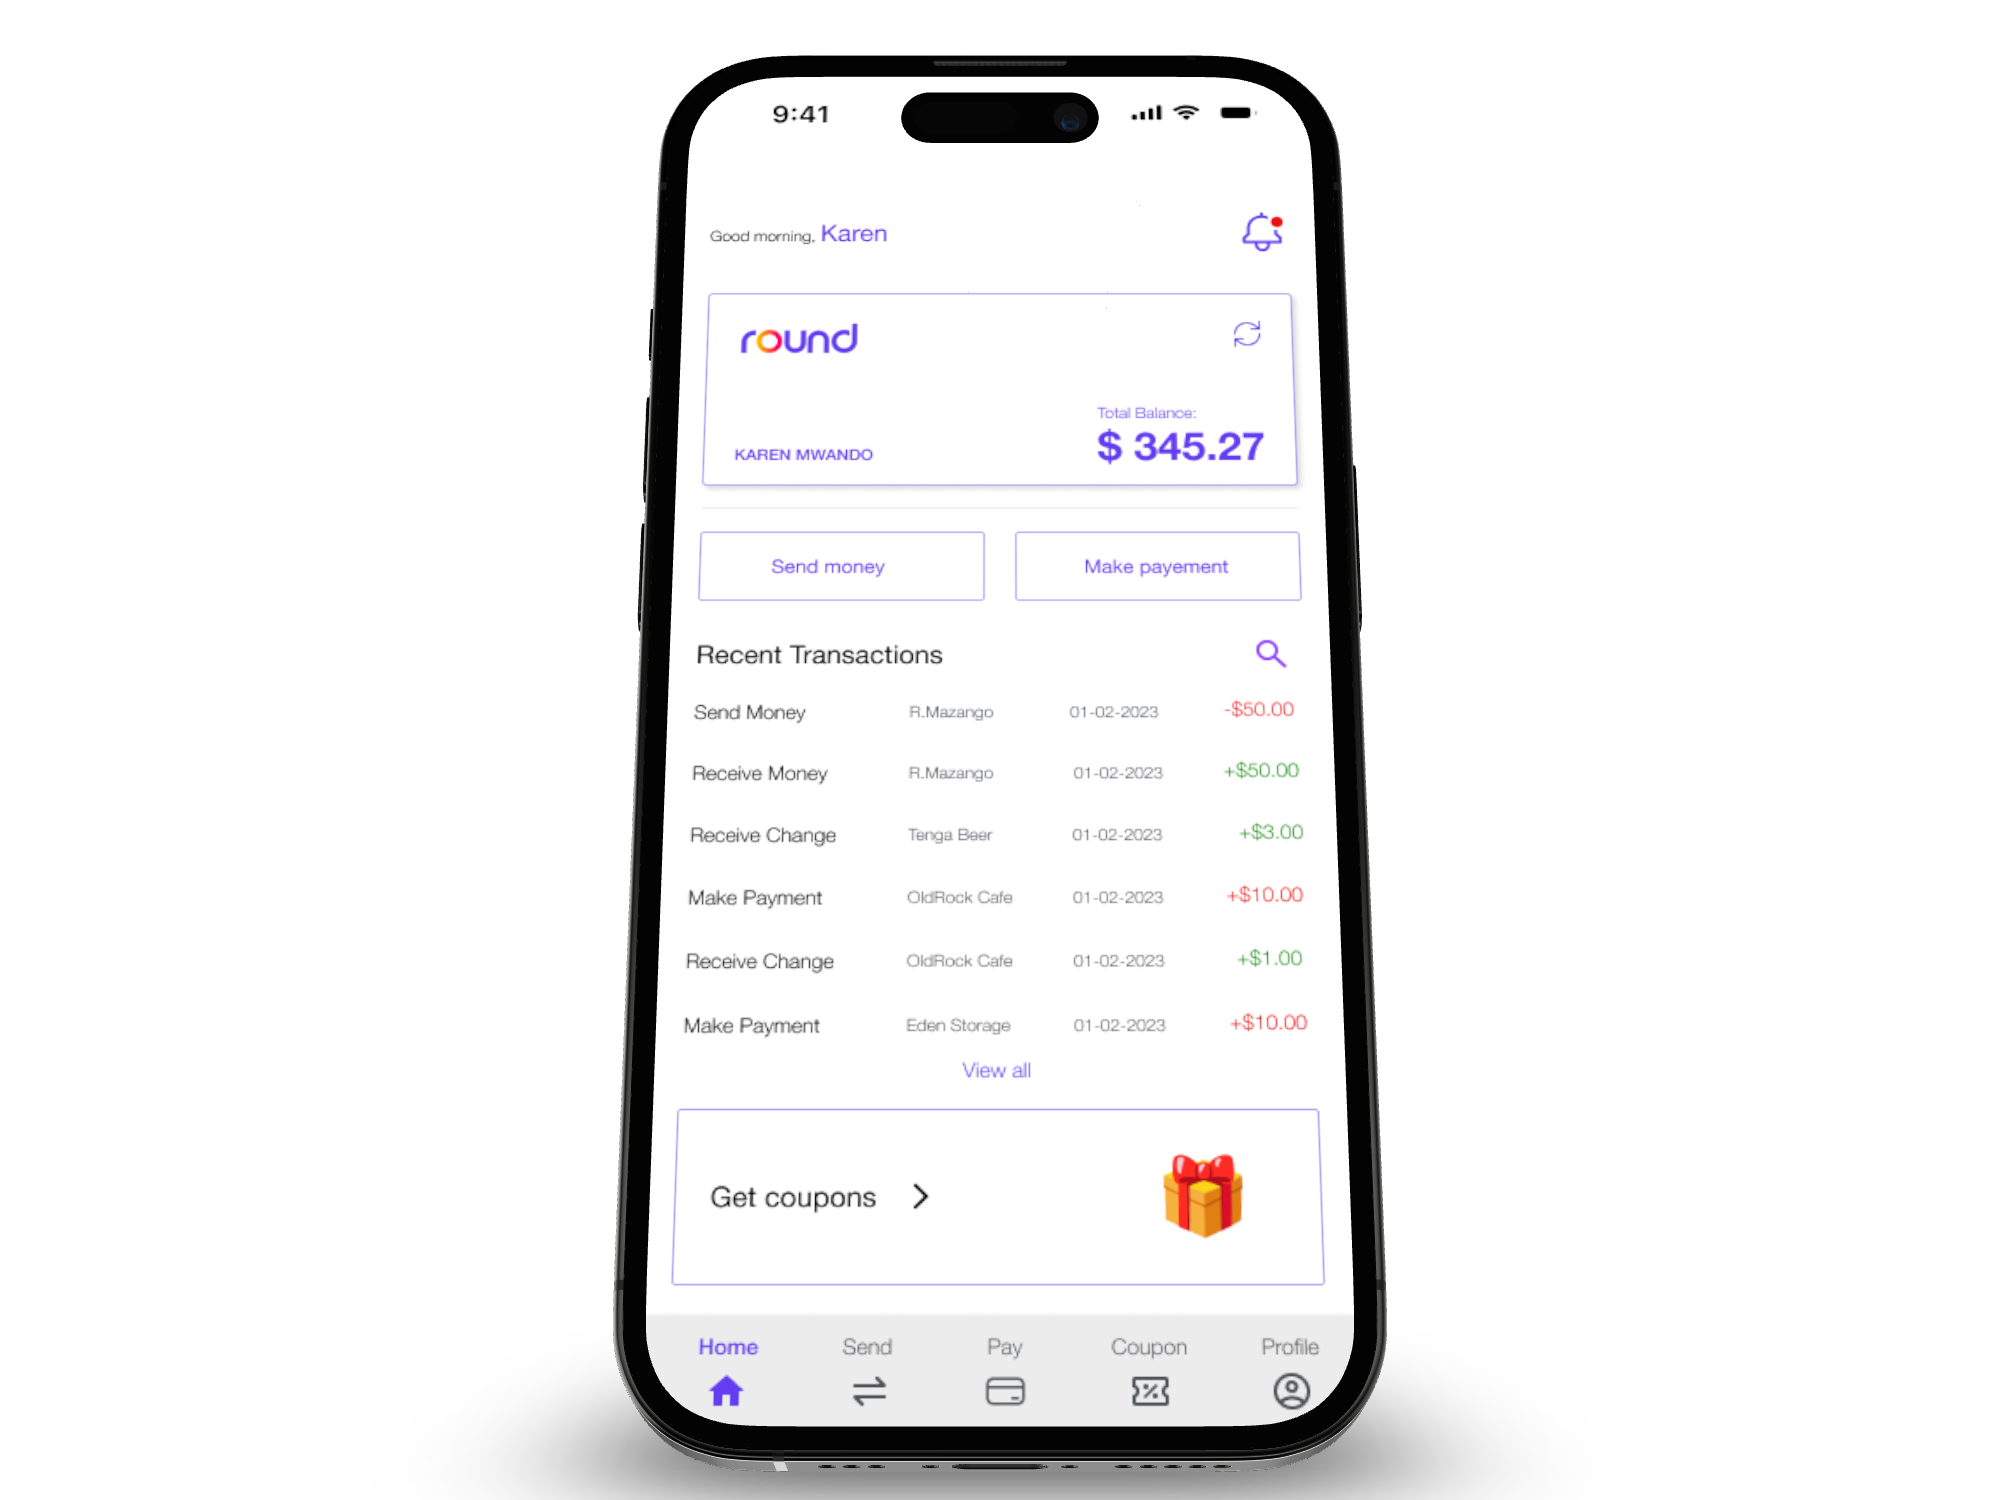 9:41
Good morning, Karen
round
Total Balance:
KAREN MWANDO $ 345.27
Send money Make payement
Recent Transactions
Send Money R.Mazango 01-02-2023 -$50.00
Receive Money R.Mazango 01-02-2023 +$50.00
Receive Change Tenga Beer 01-02-2023 +$3.00
Make Payment OldRock Cafe 01-02-2023 +$10.00
Receive Change OldRock Cafe 01-02-2023 +$1.00
Make Payment Eden Storage 01-02-2023 +$10.00
View all
Get coupons
Home Send Pay Coupon Profile